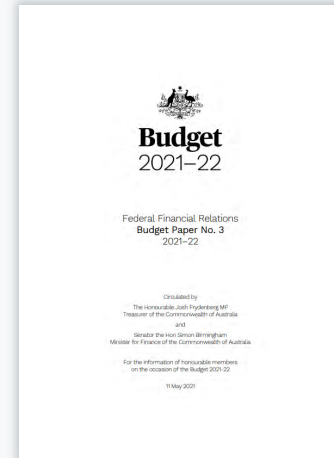 Budget
2021–22
Federal Financial Relations
Budget Paper No. 3
2021–22
Circulated by
The Honourable Josh Frydenberg MP
Treasurer of the Commonwealth of Australia
and
Senator the Hon Simon Birmingham
Minister for Finance of the Commonwealth of Australia
For the information of honourable members
on the occasion of the Budget 2021-22
11 May 2021